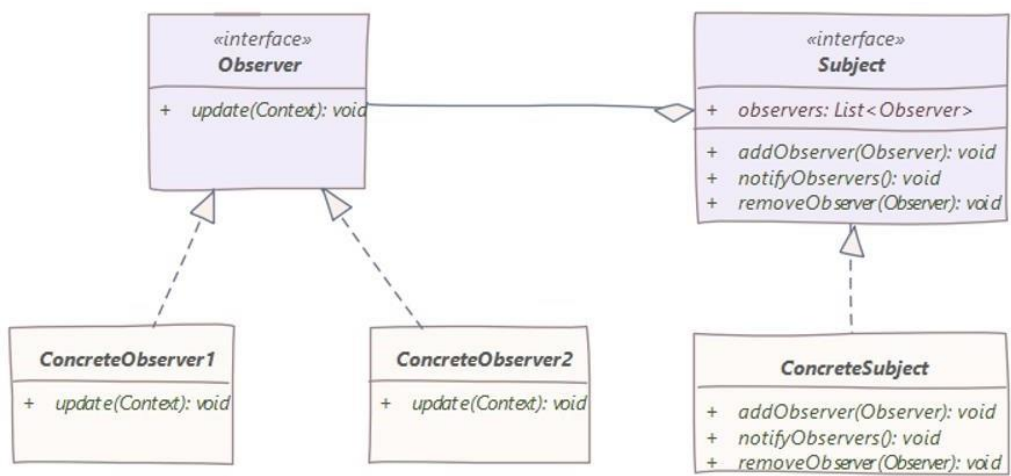 «interface»
Observer
+ update(Context): void
«interface»
Subject
+ observers: List<Observer>
+ addObserver(Observer): void
+ notifyObservers(): void
+ removeObserver(Observer): void
ConcreteObserver1
+ update(Context): void
ConcreteObserver2
+ update(Context): void
ConcreteSubject
+ addObserver(Observer): void
+ notifyObservers(): void
+ removeObserver(Observer): void